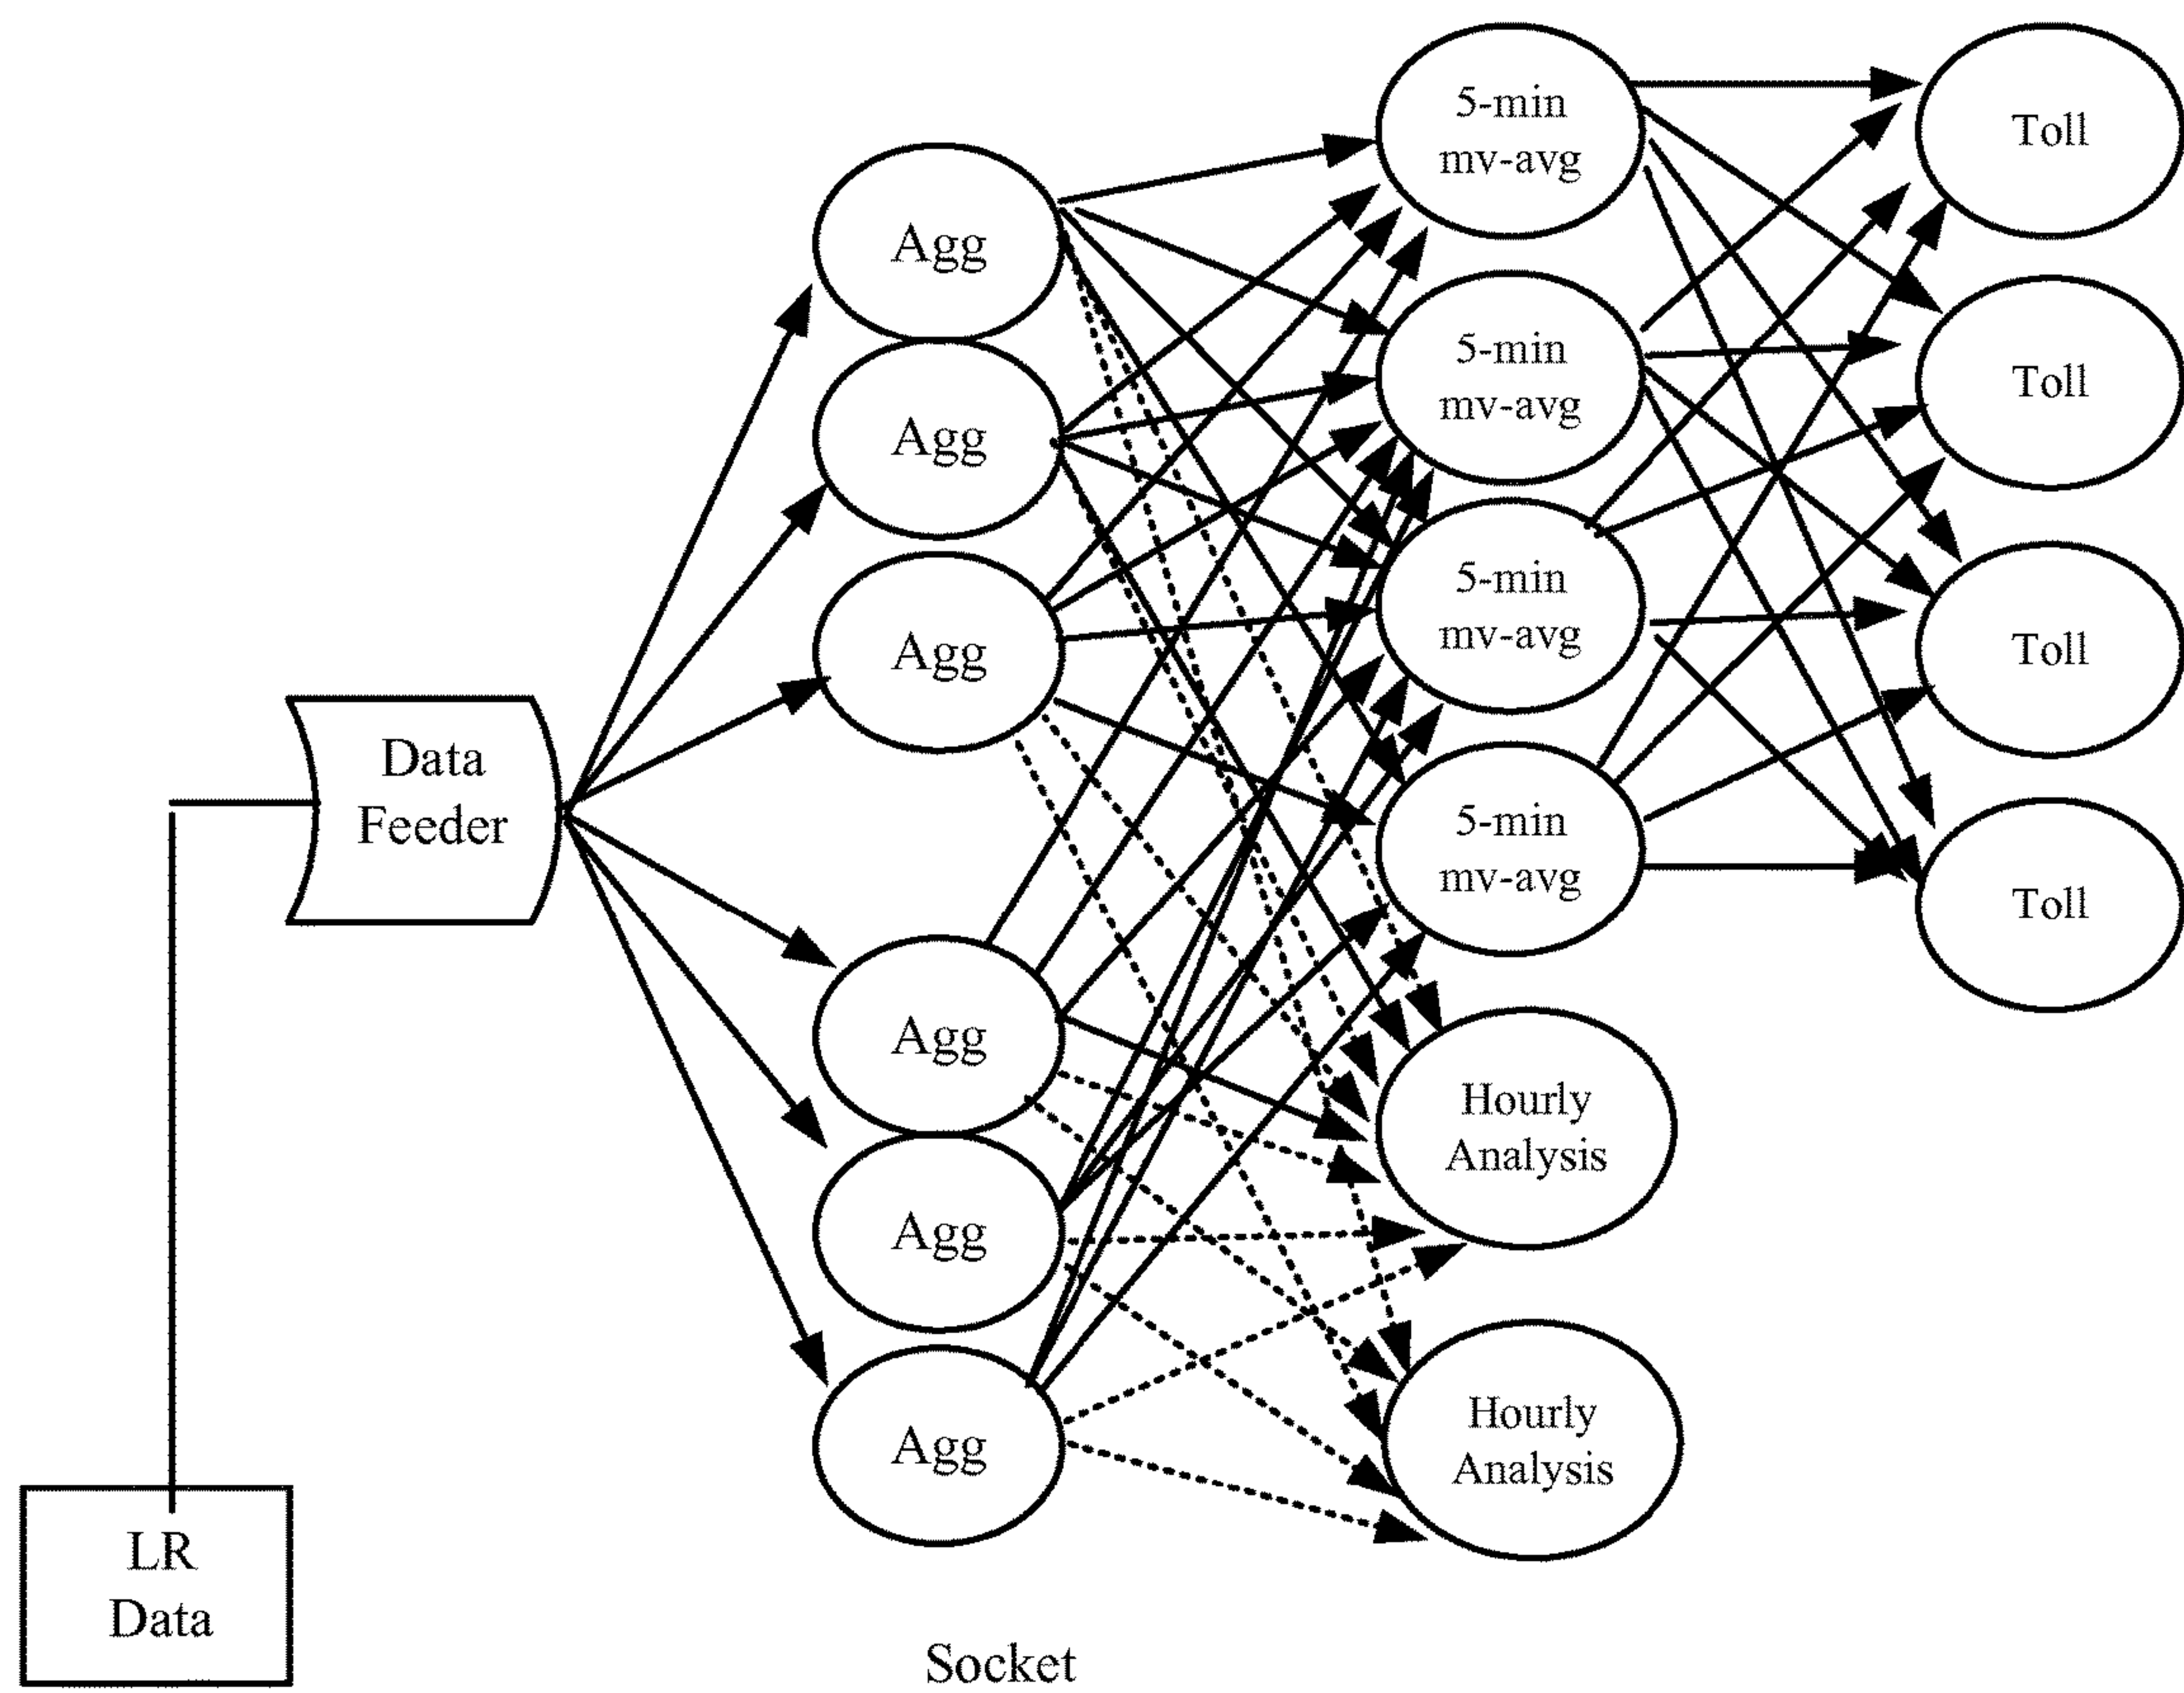 LR
Data
Data
Feeder
Agg
Agg
Agg
Agg
Agg
Agg
Socket
5-min
mv-avg
5-min
mv-avg
5-min
mv-avg
5-min
mv-avg
Hourly
Analysis
Hourly
Analysis
Toll
Toll
Toll
Toll